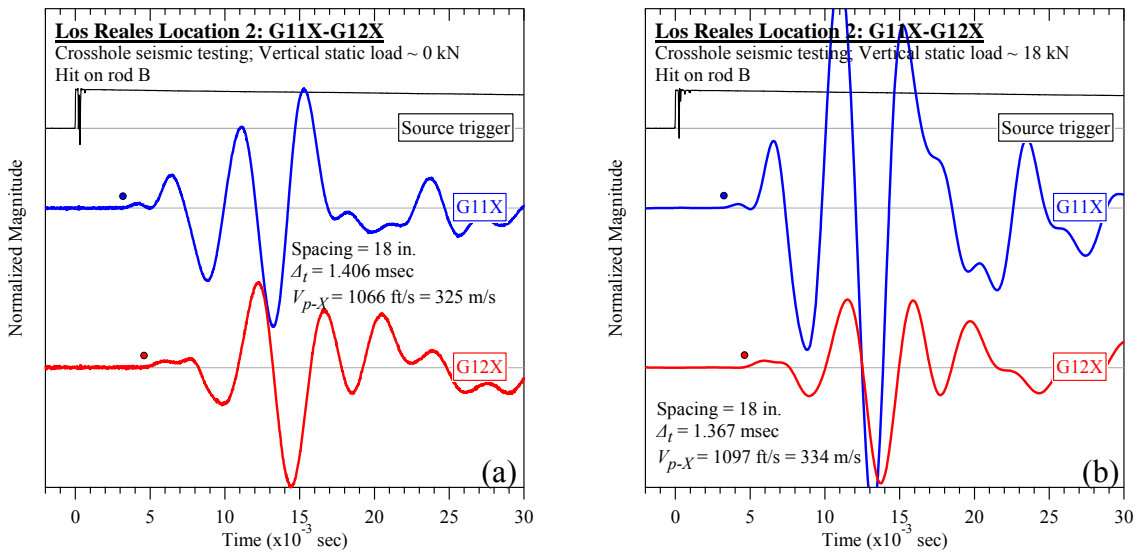 Los Reales Location 2: G11X-G12X
Crosshole seismic testing; Vertical static load ~ 0 kN
Hit on rod B
Source trigger
G11X
Spacing = 18 in.
Δt = 1.406 msec
Vp-X = 1066 ft/s = 325 m/s
G12X
(a)
Normalized Magnitude
0 5 10 15 20 25 30
Time (x10-3 sec)
Los Reales Location 2: G11X-G12X
Crosshole seismic testing; Vertical static load ~ 18 kN
Hit on rod B
Source trigger
G11X
G12X
Spacing = 18 in.
Δt = 1.367 msec
Vp-X = 1097 ft/s = 334 m/s
(b)
Normalized Magnitude
0 5 10 15 20 25 30
Time (x10-3 sec)